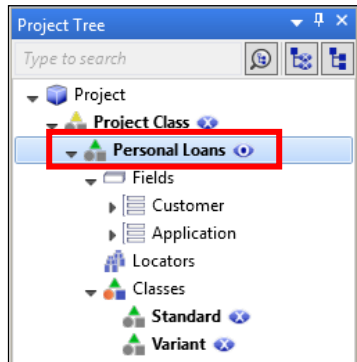 Project Tree
Type to search
Project
Project Class
Personal Loans
Fields
Customer
Application
Locators
Classes
Standard
Variant